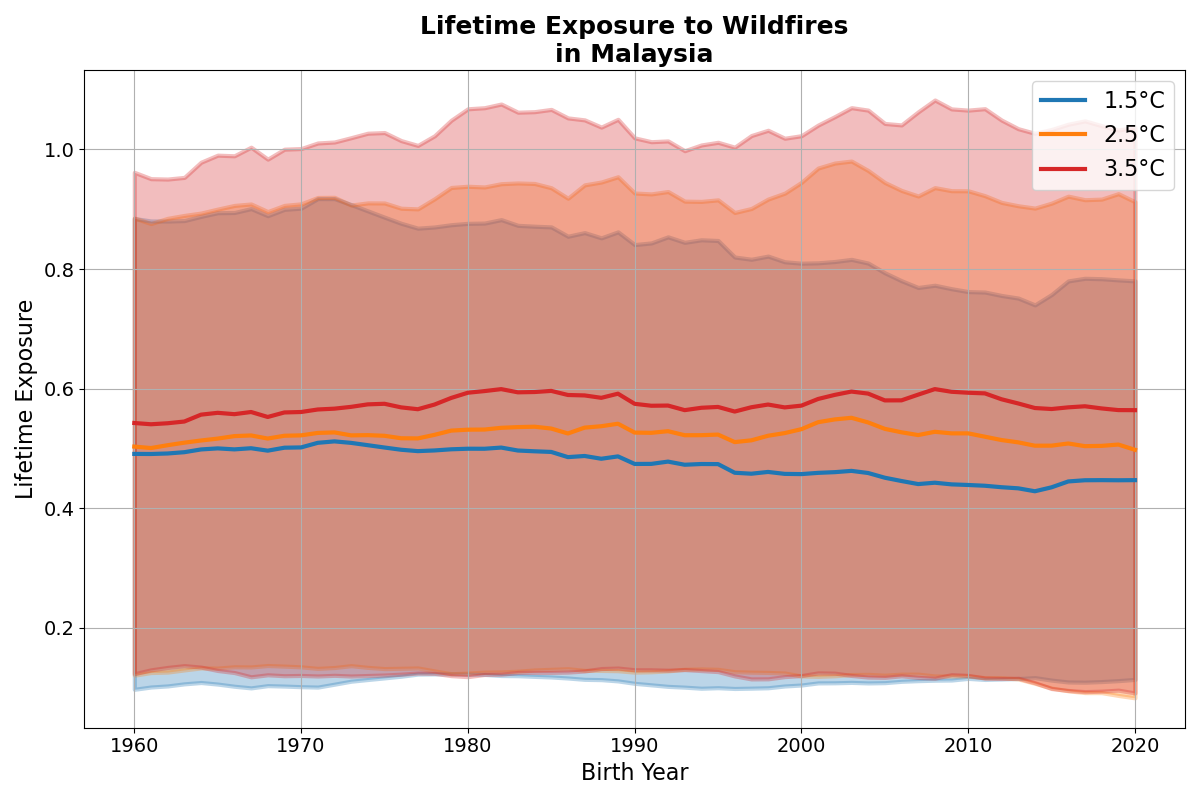 Lifetime Exposure to Wildfires
in Malaysia
1.5°C
2.5°C
3.5°C
Lifetime Exposure
1.0
0.8
0.6
0.4
0.2
1960
1970
1980
1990
2000
2010
2020
Birth Year